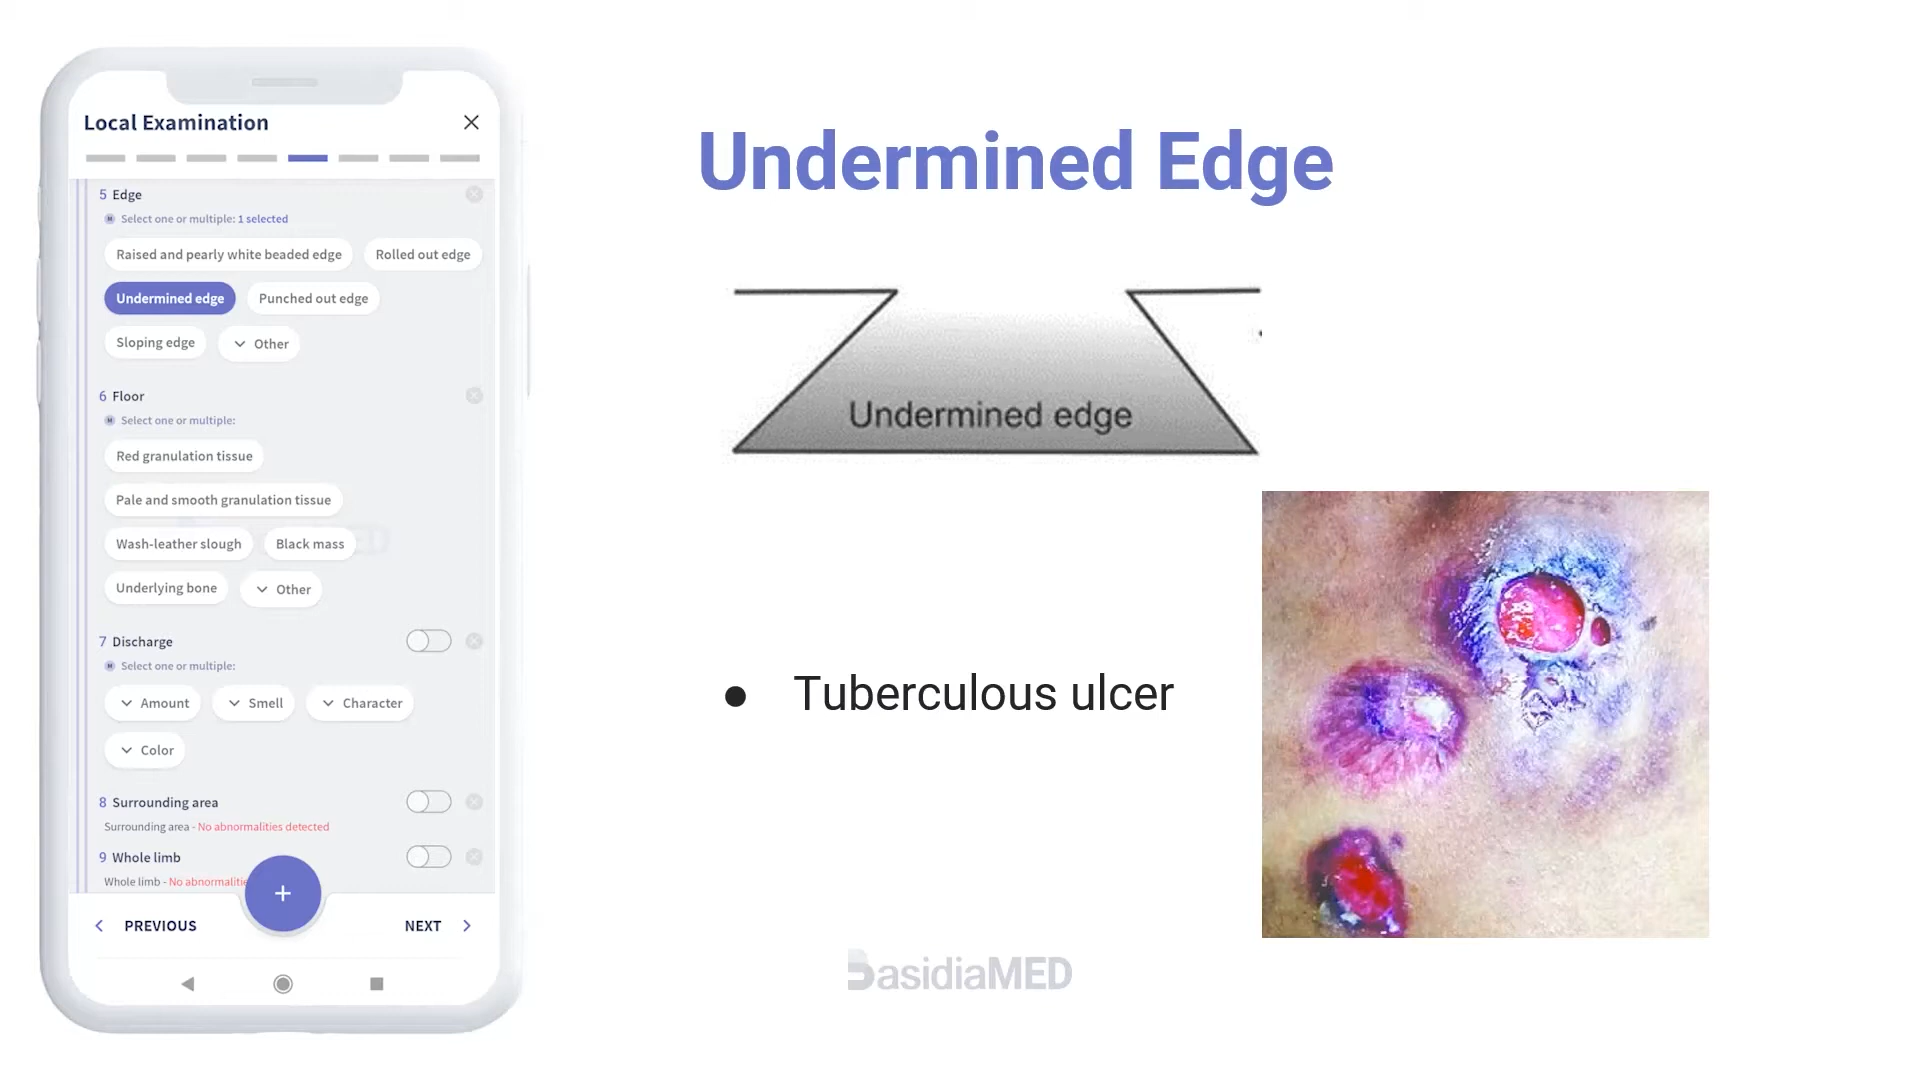 Local Examination
5 Edge
Select one or multiple: 1 selected
Raised and pearly white beaded edge
Rolled out edge
Undermined edge
Punched out edge
Sloping edge
Other
6 Floor
Select one or multiple:
Red granulation tissue
Pale and smooth granulation tissue
Wash-leather slough
Black mass
Underlying bone
Other
7 Discharge
Select one or multiple:
Amount
Smell
Character
Color
8 Surrounding area
Surrounding area - No abnormalities detected
9 Whole limb
Whole limb - No abnormalitie
+
PREVIOUS
NEXT
Undermined Edge
Undermined edge
● Tuberculous ulcer
BasidiaMED